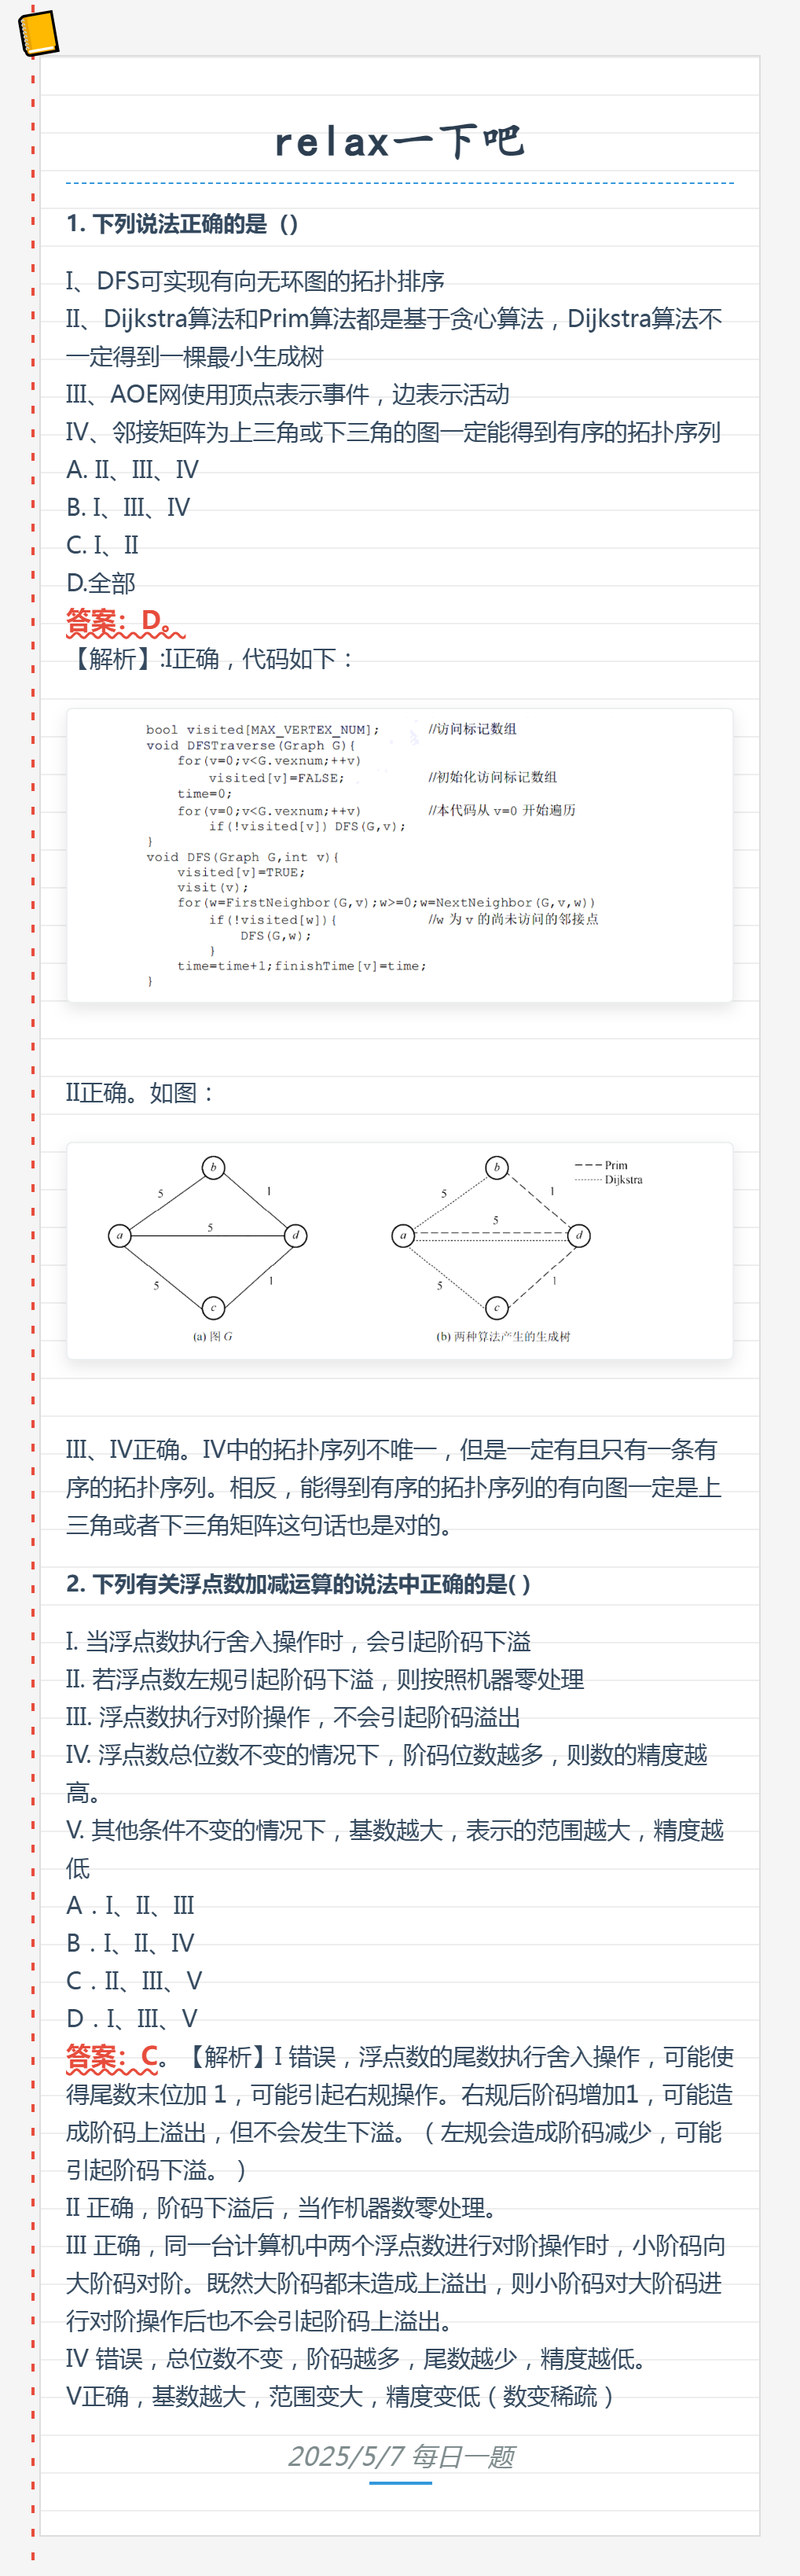 relax一下吧
1. 下列说法正确的是（）
I、DFS可实现有向无环图的拓扑排序
II、Dijkstra算法和Prim算法都是基于贪心算法，Dijkstra算法不
一定得到一棵最小生成树
III、AOE网使用顶点表示事件，边表示活动
IV、邻接矩阵为上三角或下三角的图一定能得到有序的拓扑序列
A. II、III、IV
B. I、III、IV
C. I、II
D.全部
答案：D。
【解析】:I正确，代码如下：
bool visited[MAX_VERTEX_NUM]; //访问标记数组
void DFSTraverse(Graph G){
for(v=0;v<G.vexnum;++v)
visited[v]=FALSE; //初始化访问标记数组
time=0;
for(v=0;v<G.vexnum;++v) //本代码从 v=0 开始遍历
if(!visited[v]) DFS(G,v);
}
void DFS(Graph G,int v){
visited[v]=TRUE;
visit(v);
for(w=FirstNeighbor(G,v);w>=0;w=NextNeighbor(G,v,w))
if(!visited[w]){ //w 为 v 的尚未访问的邻接点
DFS(G,w);
}
time=time+1;finishTime[v]=time;
}
II正确。如图：
b
5 1
a 5 d
5 1
c
(a) 图 G
b
5 1
a 5 d
5 1
c
Prim
Dijkstra
(b) 两种算法产生的生成树
III、IV正确。IV中的拓扑序列不唯一，但是一定有且只有一条有
序的拓扑序列。相反，能得到有序的拓扑序列的有向图一定是上
三角或者下三角矩阵这句话也是对的。
2. 下列有关浮点数加减运算的说法中正确的是( )
I. 当浮点数执行舍入操作时，会引起阶码下溢
II. 若浮点数左规引起阶码下溢，则按照机器零处理
III. 浮点数执行对阶操作，不会引起阶码溢出
IV. 浮点数总位数不变的情况下，阶码位数越多，则数的精度越
高。
V. 其他条件不变的情况下，基数越大，表示的范围越大，精度越
低
A．I、II、III
B．I、II、IV
C．II、III、V
D．I、III、V
答案：C。【解析】I 错误，浮点数的尾数执行舍入操作，可能使
得尾数末位加 1，可能引起右规操作。右规后阶码增加1，可能造
成阶码上溢出，但不会发生下溢。（左规会造成阶码减少，可能
引起阶码下溢。）
II 正确，阶码下溢后，当作机器数零处理。
III 正确，同一台计算机中两个浮点数进行对阶操作时，小阶码向
大阶码对阶。既然大阶码都未造成上溢出，则小阶码对大阶码进
行对阶操作后也不会引起阶码上溢出。
IV 错误，总位数不变，阶码越多，尾数越少，精度越低。
V正确，基数越大，范围变大，精度变低（数变稀疏）
2025/5/7 每日一题